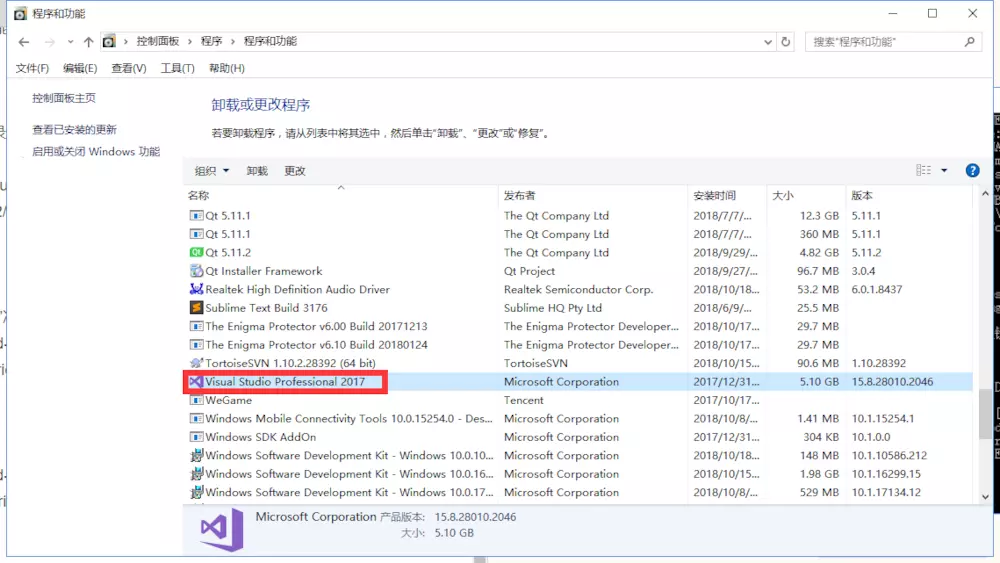 程序和功能
控制面板 › 程序 › 程序和功能
搜索"程序和功能"
文件(F) 编辑(E) 查看(V) 工具(T) 帮助(H)
控制面板主页
查看已安装的更新
启用或关闭 Windows 功能
卸载或更改程序
若要卸载程序，请从列表中将其选中，然后单击"卸载"、"更改"或"修复"。
组织 卸载 更改
名称 发布者 安装时间 大小 版本
Qt 5.11.1 The Qt Company Ltd 2018/7/7/... 12.3 GB 5.11.1
Qt 5.11.1 The Qt Company Ltd 2018/7/7/... 360 MB 5.11.1
Qt 5.11.2 The Qt Company Ltd 2018/9/29/... 4.82 GB 5.11.2
Qt Installer Framework Qt Project 2018/9/27/... 96.7 MB 3.0.4
Realtek High Definition Audio Driver Realtek Semiconductor Corp. 2018/10/18... 53.2 MB 6.0.1.8437
Sublime Text Build 3176 Sublime HQ Pty Ltd 2018/6/9/... 25.5 MB
The Enigma Protector v6.00 Build 20171213 The Enigma Protector Developer... 2018/10/17... 29.7 MB
The Enigma Protector v6.10 Build 20180124 The Enigma Protector Developer... 2018/10/17... 29.7 MB
TortoiseSVN 1.10.2.28392 (64 bit) TortoiseSVN 2018/10/15... 90.6 MB 1.10.28392
Visual Studio Professional 2017 Microsoft Corporation 2017/12/31... 5.10 GB 15.8.28010.2046
WeGame Tencent 2017/10/17...
Windows Mobile Connectivity Tools 10.0.15254.0 - Des... Microsoft Corporation 2018/10/8/... 1.41 MB 10.1.15254.1
Windows SDK AddOn Microsoft Corporation 2017/12/31... 304 KB 10.1.0.0
Windows Software Development Kit - Windows 10.0.10... Microsoft Corporation 2018/10/18... 148 MB 10.1.10586.212
Windows Software Development Kit - Windows 10.0.16... Microsoft Corporation 2018/10/15... 1.98 GB 10.1.16299.15
Windows Software Development Kit - Windows 10.0.17... Microsoft Corporation 2018/10/8/... 529 MB 10.1.17134.12
Microsoft Corporation 产品版本: 15.8.28010.2046
大小: 5.10 GB